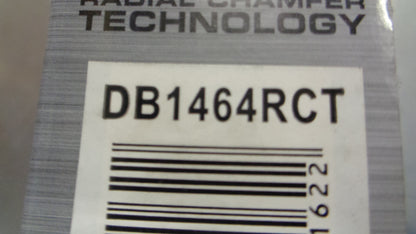 RADIAL CHAMFER
TECHNOLOGY
DB1464RCT
1622